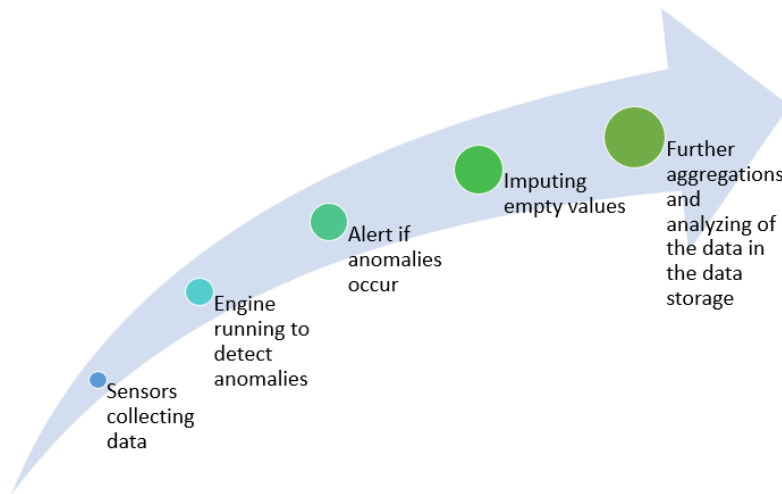 Sensors
collecting
data
Engine
running to
detect
anomalies
Alert if
anomalies
occur
Imputing
empty values
Further
aggregations
and
analyzing of
the data in
the data
storage